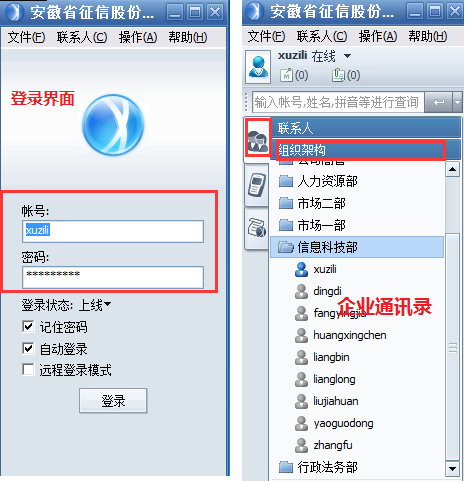 安徽省征信股份...
文件(F) 联系人(C) 操作(A) 帮助(H)
登录界面
帐号:
xuzili
密码:
*********
登录状态: 上线
记住密码
自动登录
远程登录模式
登录
安徽省征信股份...
文件(F) 联系人(C) 操作(A) 帮助(H)
xuzili 在线
(0) (0)
输入帐号,姓名,拼音等进行查询
联系人
组织架构
人力资源部
市场二部
市场一部
信息科技部
xuzili
dingdi
fangyingjia
企业通讯录
huangxingchen
liangbin
lianglong
liujiahuan
yaoguodong
zhangfu
行政法务部